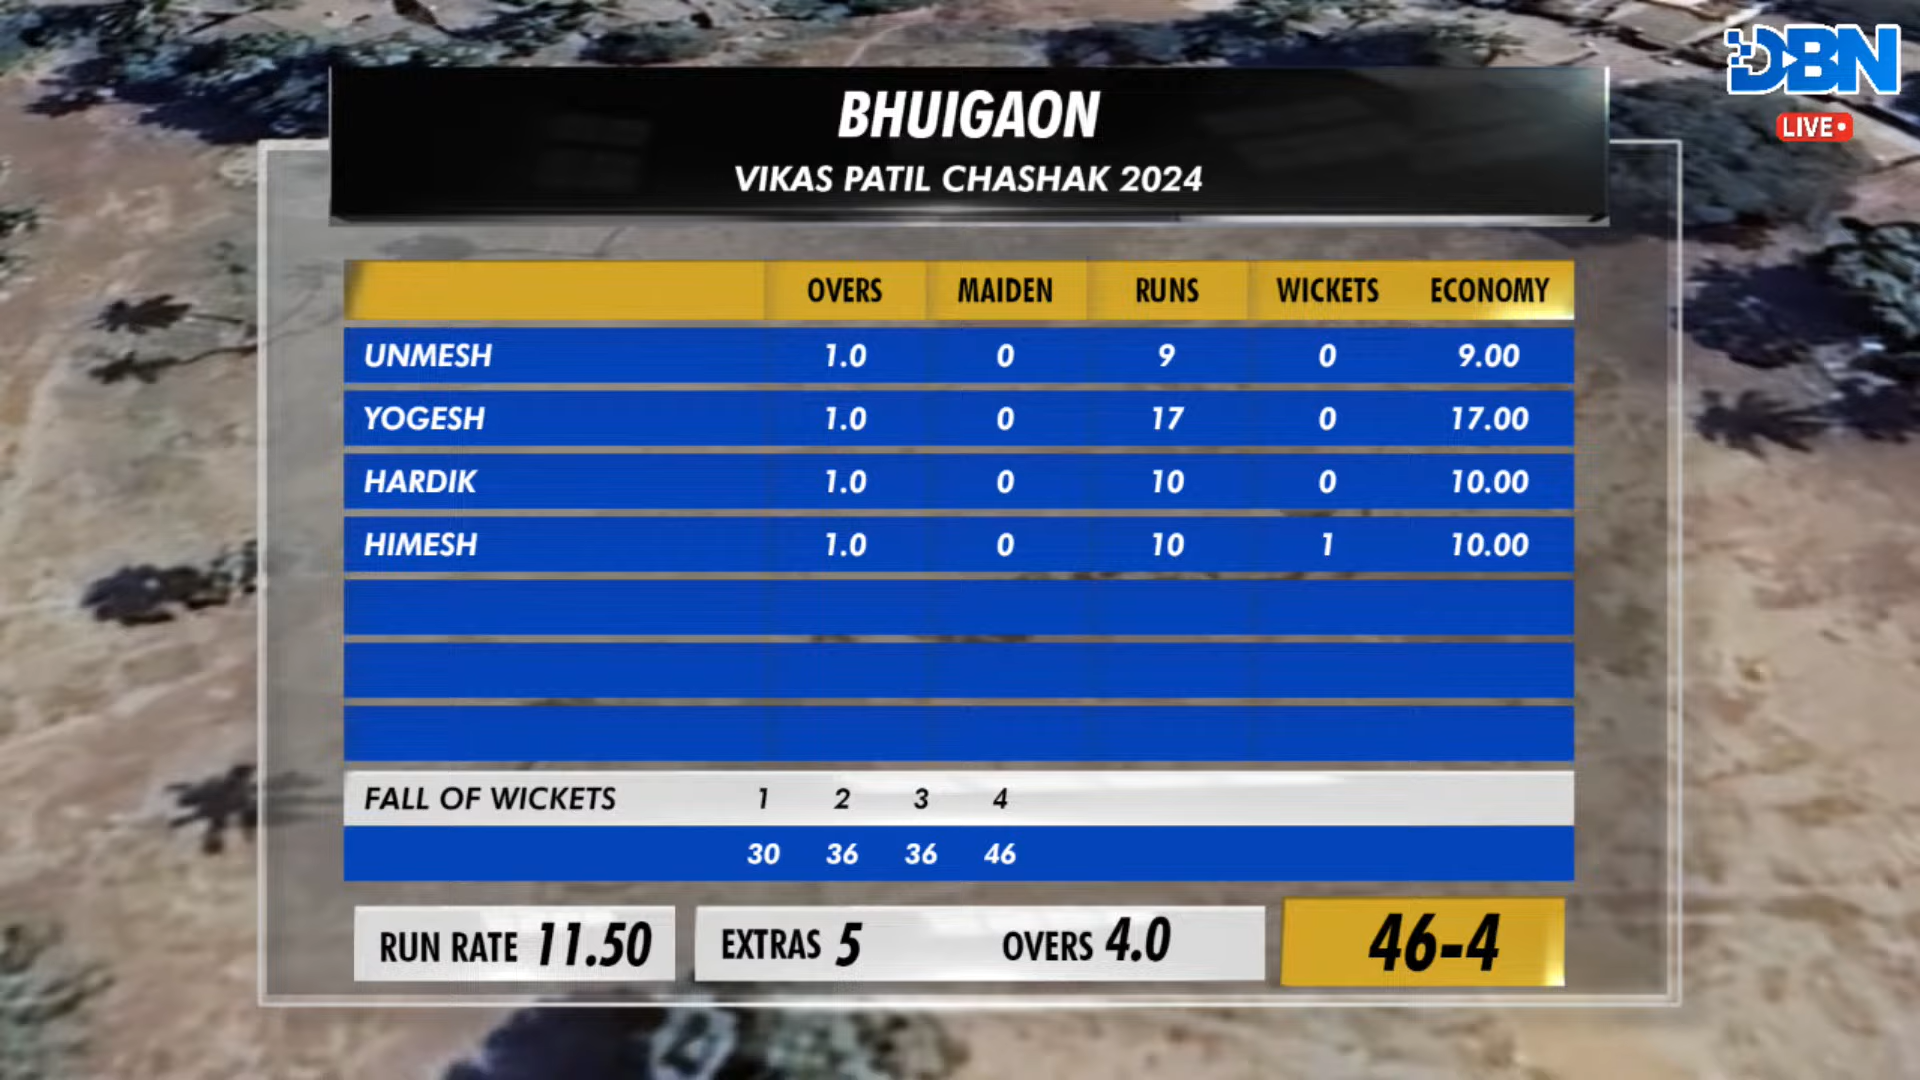 DBN
LIVE
BHUIGAON
VIKAS PATIL CHASHAK 2024
OVERS MAIDEN RUNS WICKETS ECONOMY
UNMESH 1.0 0 9 0 9.00
YOGESH 1.0 0 17 0 17.00
HARDIK 1.0 0 10 0 10.00
HIMESH 1.0 0 10 1 10.00
FALL OF WICKETS 1 2 3 4
30 36 36 46
RUN RATE 11.50 EXTRAS 5 OVERS 4.0 46-4